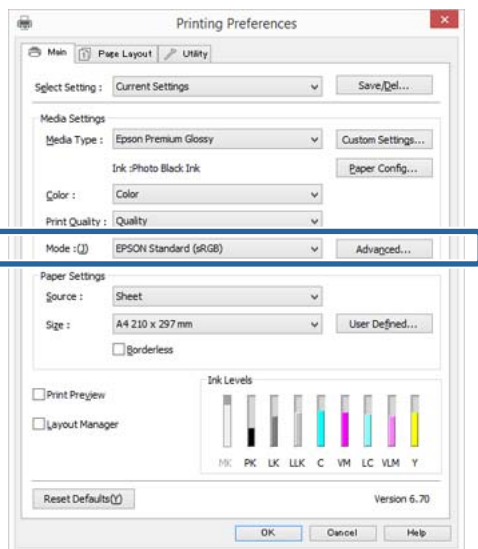 Printing Preferences
Main Page Layout Utility
Select Setting : Current Settings Save/Del...
Media Settings
Media Type : Epson Premium Glossy Custom Settings...
Ink :Photo Black Ink Paper Config...
Color : Color
Print Quality : Quality
Mode :(J) EPSON Standard (sRGB) Advanced...
Paper Settings
Source : Sheet
Size : A4 210 x 297 mm User Defined...
Borderless
Ink Levels
Print Preview
Layout Manager
MK PK LK LLK C VM LC VLM Y
Reset Defaults(Y) Version 6.70
OK Cancel Help